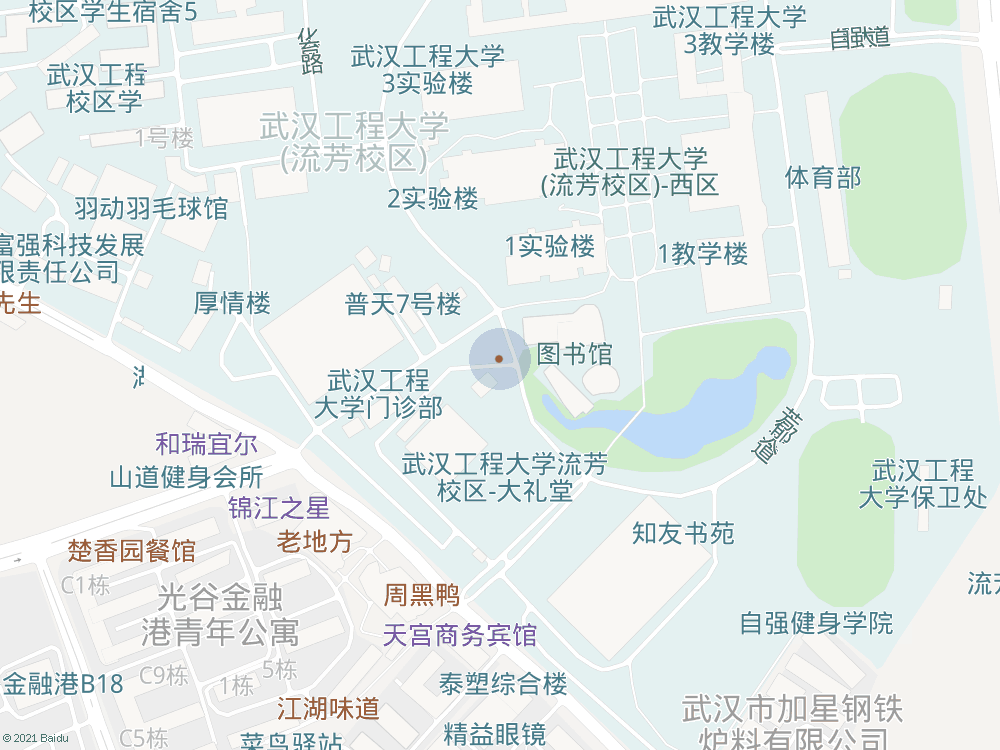 校区学生宿舍5
化育路
武汉工程大学
3实验楼
武汉工程大学
3教学楼
自强道
武汉工程
校区学
1号楼
武汉工程大学
(流芳校区)
武汉工程大学
(流芳校区)-西区
体育部
2实验楼
羽动羽毛球馆
1实验楼
1教学楼
富强科技发展
限责任公司
先生
厚情楼
普天7号楼
图书馆
武汉工程
大学门诊部
茅郙道
和瑞宜尔
山道健身会所
武汉工程大学流芳
校区-大礼堂
武汉工程
大学保卫处
锦江之星
老地方
知友书苑
楚香园餐馆
C1栋
周黑鸭
流芳
光谷金融
港青年公寓
天宫商务宾馆
自强健身学院
C9栋
5栋
1栋
金融港B18
泰塑综合楼
江湖味道
武汉市加星钢铁
炉料有限公司
C5栋
菜鸟驿站
精益眼镜
© 2021 Baidu